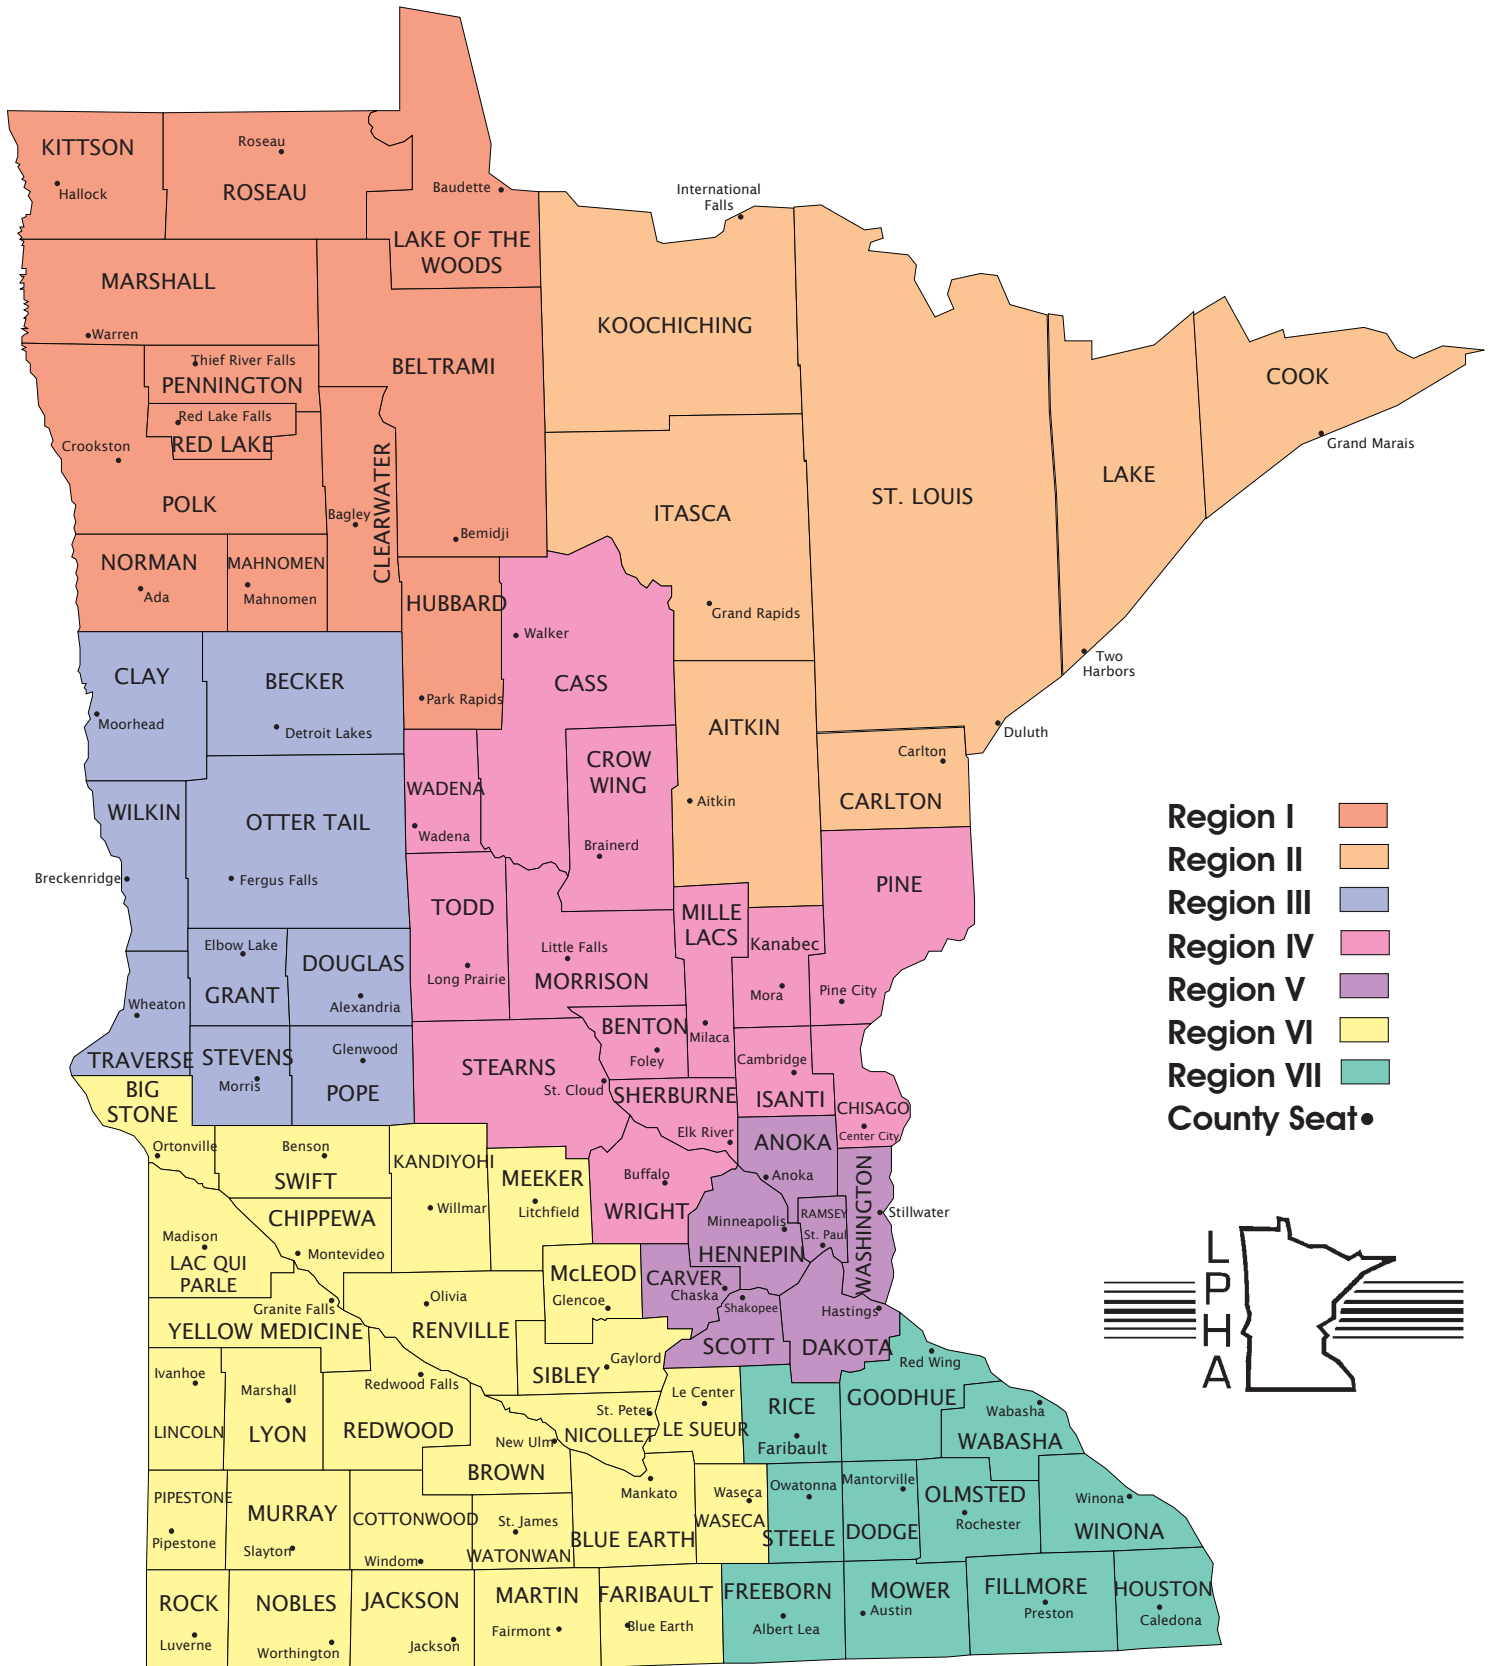 KITTSON
Hallock
Roseau
ROSEAU
Baudette
LAKE OF THE
WOODS
International
Falls
MARSHALL
Warren
KOOCHICHING
Thief River Falls
PENNINGTON
BELTRAMI
COOK
Red Lake Falls
RED LAKE
Crookston
Grand Marais
POLK
CLEARWATER
Bagley
Bemidji
ITASCA
ST. LOUIS
LAKE
NORMAN
Ada
MAHNOMEN
Mahnomen
HUBBARD
Park Rapids
Walker
CASS
Grand Rapids
Two
Harbors
CLAY
Moorhead
BECKER
Detroit Lakes
AITKIN
Aitkin
Duluth
Carlton
CARLTON
WADENA
Wadena
CROW
WING
Brainerd
WILKIN
Breckenridge
OTTER TAIL
Fergus Falls
Region I
Region II
Region III
Region IV
Region V
Region VI
Region VII
County Seat
PINE
Pine City
TODD
Long Prairie
MILLE
LACS
Milaca
Kanabec
Mora
Little Falls
MORRISON
Elbow Lake
GRANT
DOUGLAS
Alexandria
Wheaton
TRAVERSE
STEVENS
Morris
Glenwood
POPE
BENTON
Foley
STEARNS
St. Cloud
Cambridge
ISANTI
SHERBURNE
Elk River
CHISAGO
Center City
BIG
STONE
Ortonville
Benson
SWIFT
KANDIYOHI
Willmar
MEEKER
Litchfield
Buffalo
WRIGHT
ANOKA
Anoka
WASHINGTON
Stillwater
RAMSEY
St. Paul
Minneapolis
HENNEPIN
CHIPPEWA
Montevideo
Madison
LAC QUI
PARLE
McLEOD
Glencoe
CARVER
Chaska
Shakopee
SCOTT
Hastings
DAKOTA
L
P
H
A
Granite Falls
YELLOW MEDICINE
Olivia
RENVILLE
SIBLEY
Gaylord
Red Wing
GOODHUE
Ivanhoe
LINCOLN
Marshall
LYON
Redwood Falls
REDWOOD
St. Peter
NICOLLET
Le Center
LE SUEUR
RICE
Faribault
Wabasha
WABASHA
New Ulm
BROWN
PIPESTONE
Pipestone
MURRAY
Slayton
COTTONWOOD
Windom
St. James
WATONWAN
Mankato
BLUE EARTH
Waseca
WASECA
Owatonna
STEELE
Mantorville
DODGE
OLMSTED
Rochester
Winona
WINONA
ROCK
Luverne
NOBLES
Worthington
JACKSON
Jackson
MARTIN
Fairmont
FARIBAULT
Blue Earth
FREEBORN
Albert Lea
MOWER
Austin
FILLMORE
Preston
HOUSTON
Caledona